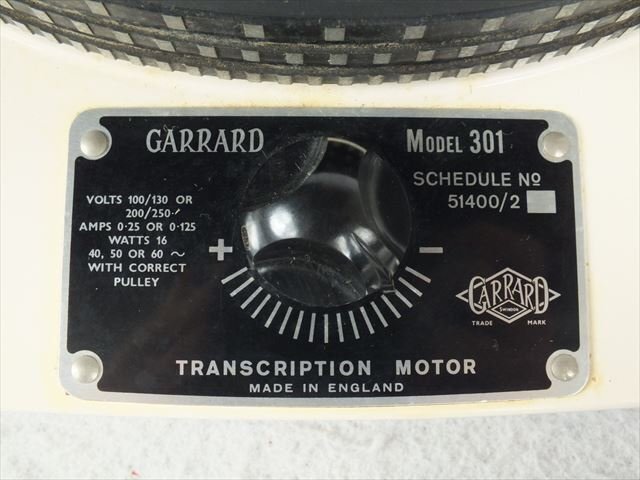 GARRARD
MODEL 301
SCHEDULE Nº
51400/2
VOLTS 100/130 OR
200/250
AMPS 0·25 OR 0·125
WATTS 16
40, 50 OR 60 ~
WITH CORRECT
PULLEY
+ −
GARRARD
SWINDON
TRADE MARK
TRANSCRIPTION MOTOR
MADE IN ENGLAND